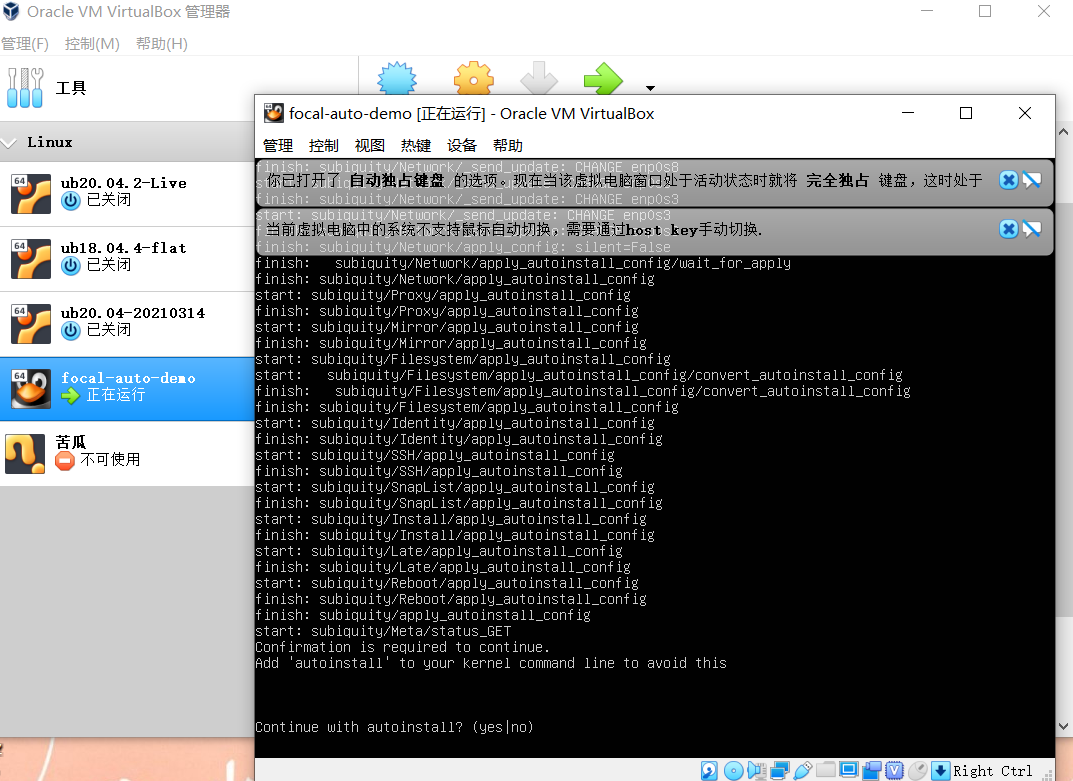 Oracle VM VirtualBox 管理器
管理(F) 控制(M) 帮助(H)
工具
Linux
64
ub20.04.2-Live
已关闭
64
ub18.04.4-flat
已关闭
64
ub20.04-20210314
已关闭
64
focal-auto-demo
正在运行
苦瓜
不可使用
focal-auto-demo [正在运行] - Oracle VM VirtualBox
管理 控制 视图 热键 设备 帮助
finish: subiquity/Network/_send_update: CHANGE enp0s8
你已打开了 自动独占键盘 的选项。现在当该虚拟电脑窗口处于活动状态时就将 完全独占 键盘，这时处于
finish: subiquity/Network/_send_update: CHANGE enp0s3
start: subiquity/Network/_send_update: CHANGE enp0s3
当前虚拟电脑中的系统不支持鼠标自动切换，需要通过host key手动切换.
_config: silent=False
finish:   subiquity/Network/apply_autoinstall_config/wait_for_apply
finish: subiquity/Network/apply_autoinstall_config
start: subiquity/Proxy/apply_autoinstall_config
finish: subiquity/Proxy/apply_autoinstall_config
start: subiquity/Mirror/apply_autoinstall_config
finish: subiquity/Mirror/apply_autoinstall_config
start: subiquity/Filesystem/apply_autoinstall_config
start:   subiquity/Filesystem/apply_autoinstall_config/convert_autoinstall_config
finish:   subiquity/Filesystem/apply_autoinstall_config/convert_autoinstall_config
finish: subiquity/Filesystem/apply_autoinstall_config
start: subiquity/Identity/apply_autoinstall_config
finish: subiquity/Identity/apply_autoinstall_config
start: subiquity/SSH/apply_autoinstall_config
finish: subiquity/SSH/apply_autoinstall_config
start: subiquity/SnapList/apply_autoinstall_config
finish: subiquity/SnapList/apply_autoinstall_config
start: subiquity/Install/apply_autoinstall_config
finish: subiquity/Install/apply_autoinstall_config
start: subiquity/Late/apply_autoinstall_config
finish: subiquity/Late/apply_autoinstall_config
start: subiquity/Reboot/apply_autoinstall_config
finish: subiquity/Reboot/apply_autoinstall_config
finish: subiquity/apply_autoinstall_config
start: subiquity/Meta/status_GET
Confirmation is required to continue.
Add 'autoinstall' to your kernel command line to avoid this
Continue with autoinstall? (yes|no)
Right Ctrl